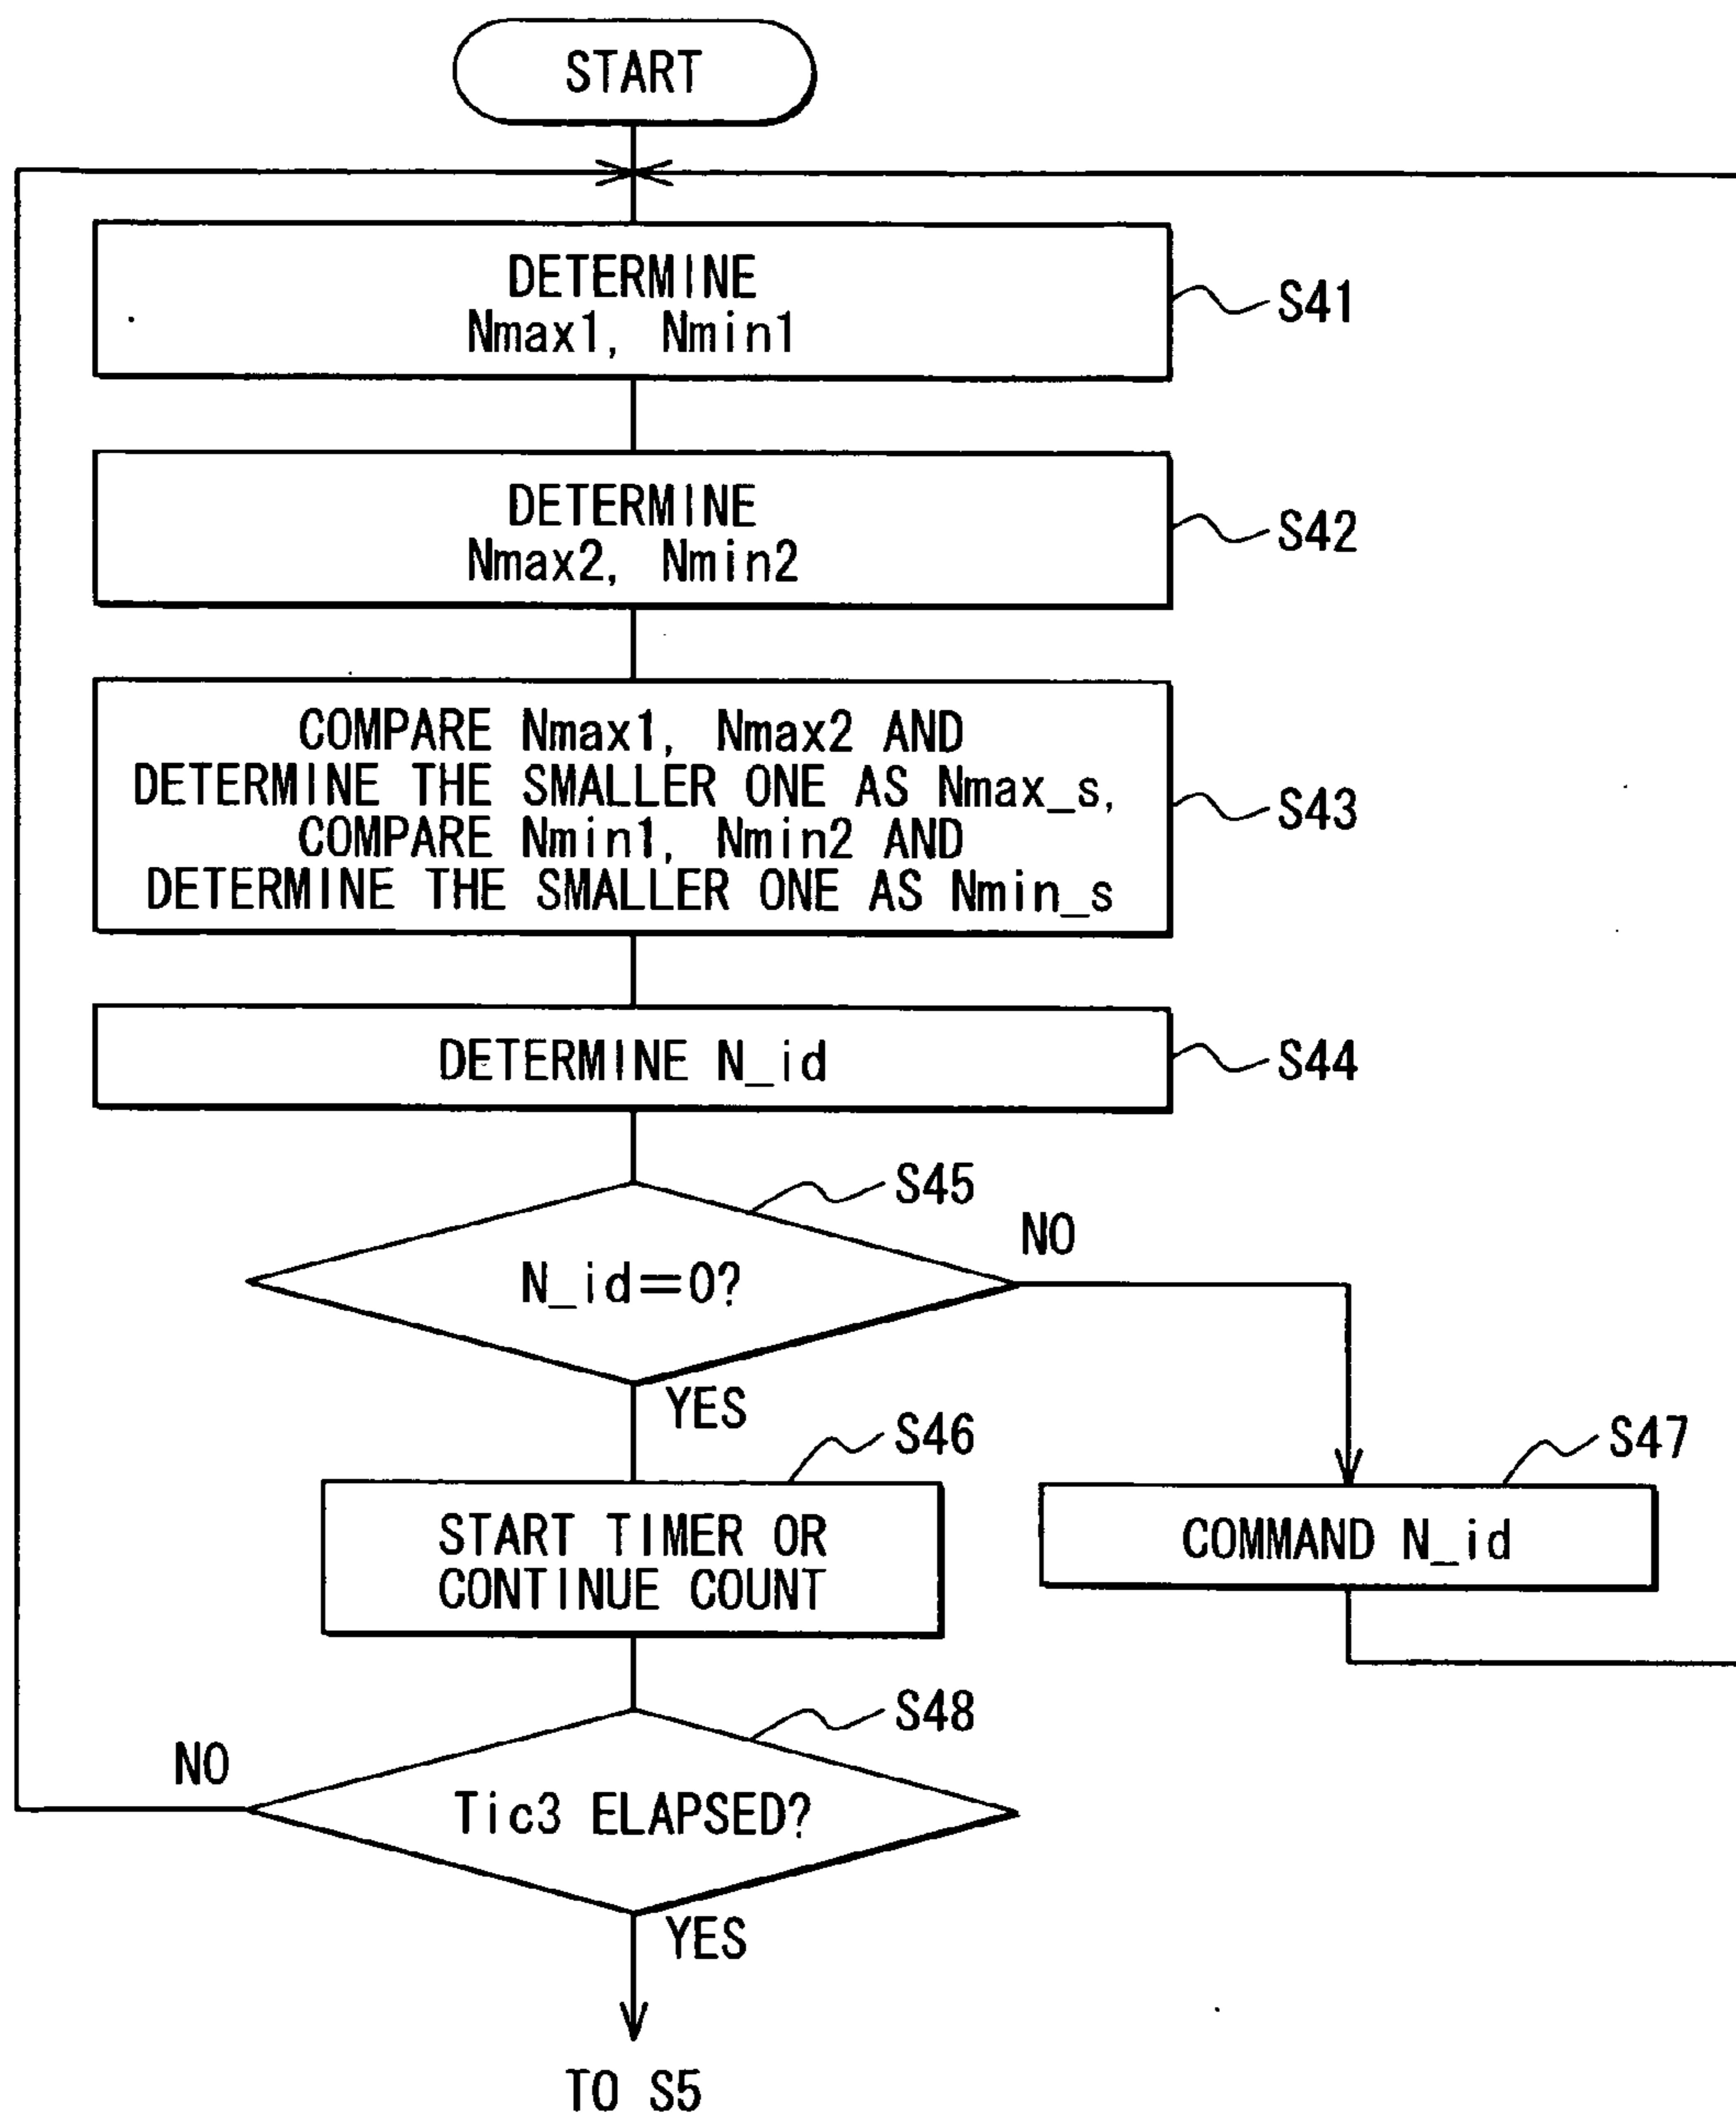 START
DETERMINE
Nmax1, Nmin1
S41
DETERMINE
Nmax2, Nmin2
S42
COMPARE Nmax1, Nmax2 AND
DETERMINE THE SMALLER ONE AS Nmax_s,
COMPARE Nmin1, Nmin2 AND
DETERMINE THE SMALLER ONE AS Nmin_s
S43
DETERMINE N_id
S44
S45
N_id=0?
NO
YES
S46
START TIMER OR
CONTINUE COUNT
S47
COMMAND N_id
S48
NO
Tic3 ELAPSED?
YES
TO S5